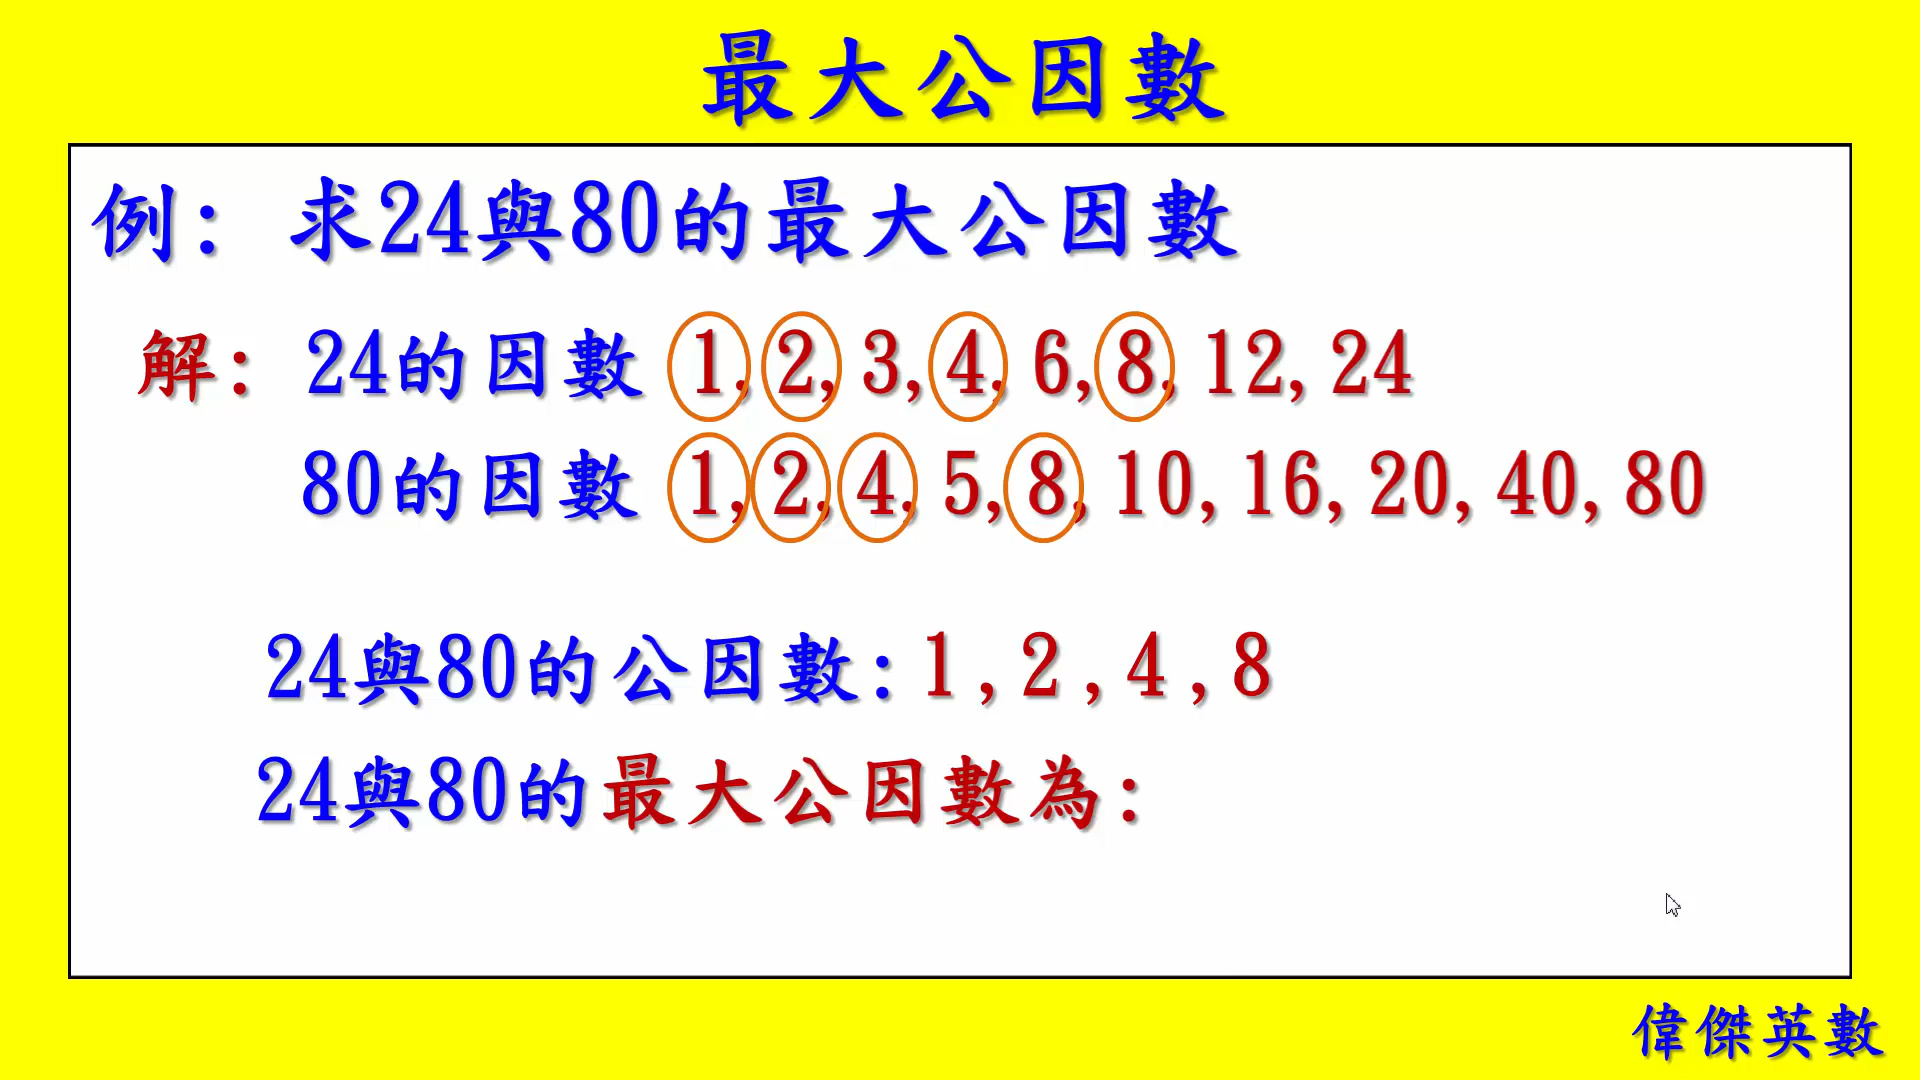 最大公因數
例: 求24與80的最大公因數
解: 24的因數 1,2,3,4,6,8,12,24
80的因數 1,2,4,5,8,10,16,20,40,80
24與80的公因數:1,2,4,8
24與80的最大公因數為:
偉傑英數